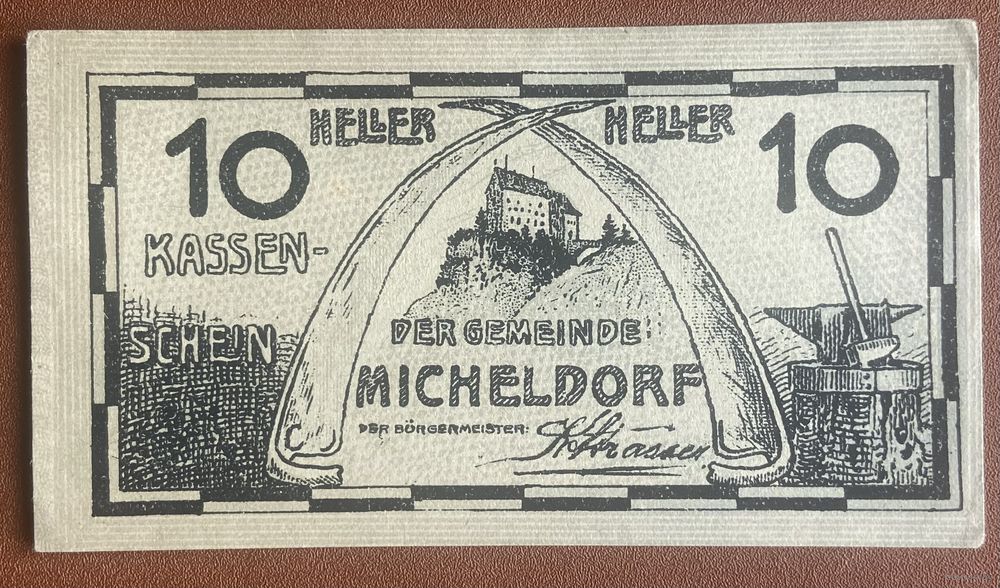 10 HELLER HELLER 10
KASSEN-
SCHEIN
DER GEMEINDE
MICHELDORF
DER BÜRGERMEISTER: